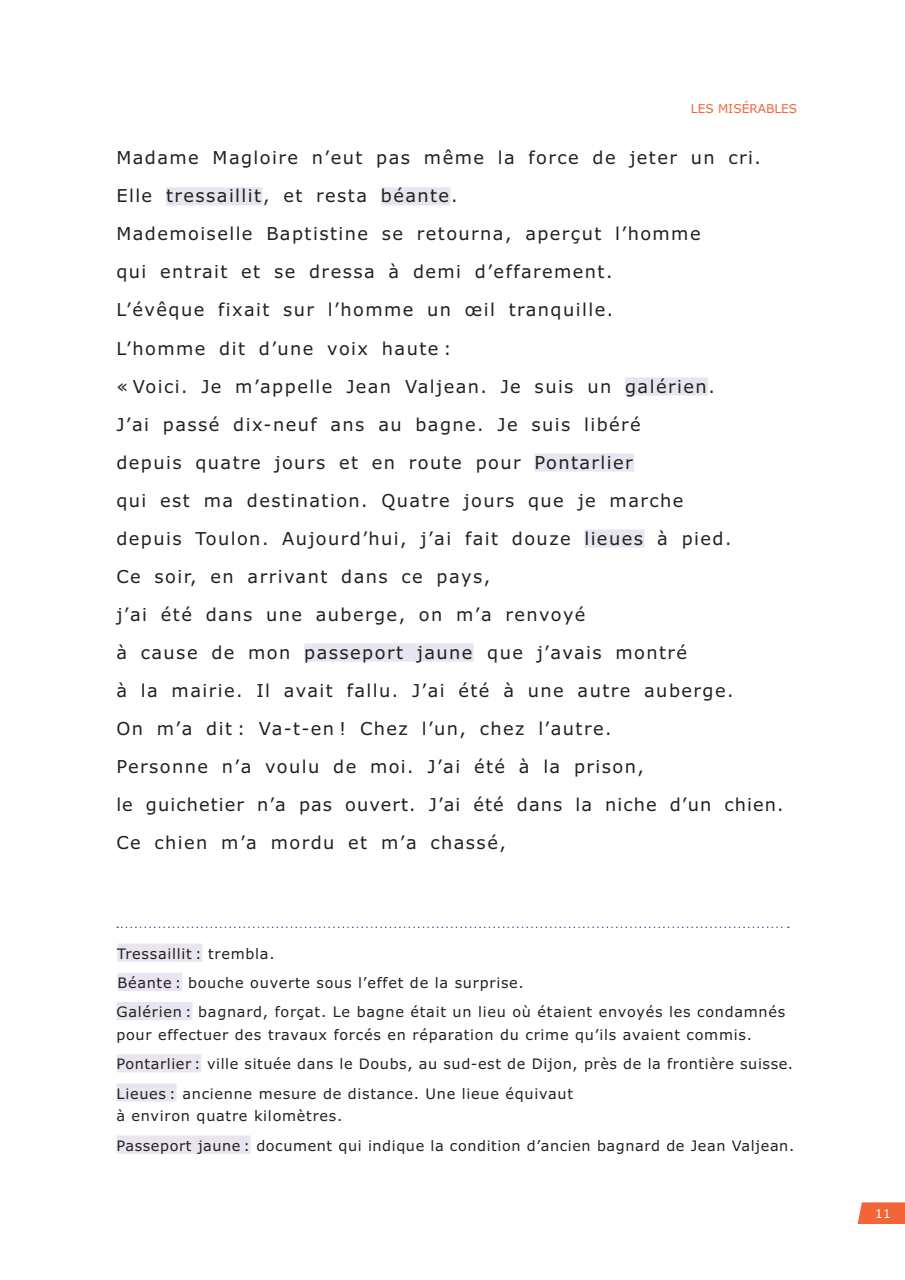 LES MISÉRABLES
Madame Magloire n’eut pas même la force de jeter un cri.
Elle tressaillit, et resta béante.
Mademoiselle Baptistine se retourna, aperçut l’homme
qui entrait et se dressa à demi d’effarement.
L’évêque fixait sur l’homme un œil tranquille.
L’homme dit d’une voix haute :
« Voici. Je m’appelle Jean Valjean. Je suis un galérien.
J’ai passé dix-neuf ans au bagne. Je suis libéré
depuis quatre jours et en route pour Pontarlier
qui est ma destination. Quatre jours que je marche
depuis Toulon. Aujourd’hui, j’ai fait douze lieues à pied.
Ce soir, en arrivant dans ce pays,
j’ai été dans une auberge, on m’a renvoyé
à cause de mon passeport jaune que j’avais montré
à la mairie. Il avait fallu. J’ai été à une autre auberge.
On m’a dit : Va-t-en ! Chez l’un, chez l’autre.
Personne n’a voulu de moi. J’ai été à la prison,
le guichetier n’a pas ouvert. J’ai été dans la niche d’un chien.
Ce chien m’a mordu et m’a chassé,
Tressaillit : trembla.
Béante : bouche ouverte sous l’effet de la surprise.
Galérien : bagnard, forçat. Le bagne était un lieu où étaient envoyés les condamnés
pour effectuer des travaux forcés en réparation du crime qu’ils avaient commis.
Pontarlier : ville située dans le Doubs, au sud-est de Dijon, près de la frontière suisse.
Lieues : ancienne mesure de distance. Une lieue équivaut
à environ quatre kilomètres.
Passeport jaune : document qui indique la condition d’ancien bagnard de Jean Valjean.
11